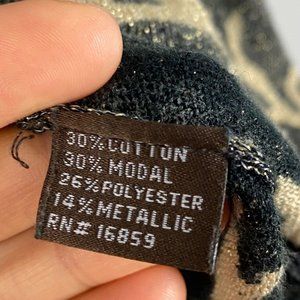 30% COTTON
30% MODAL
26% POLYESTER
14% METALLIC
RN# 16859